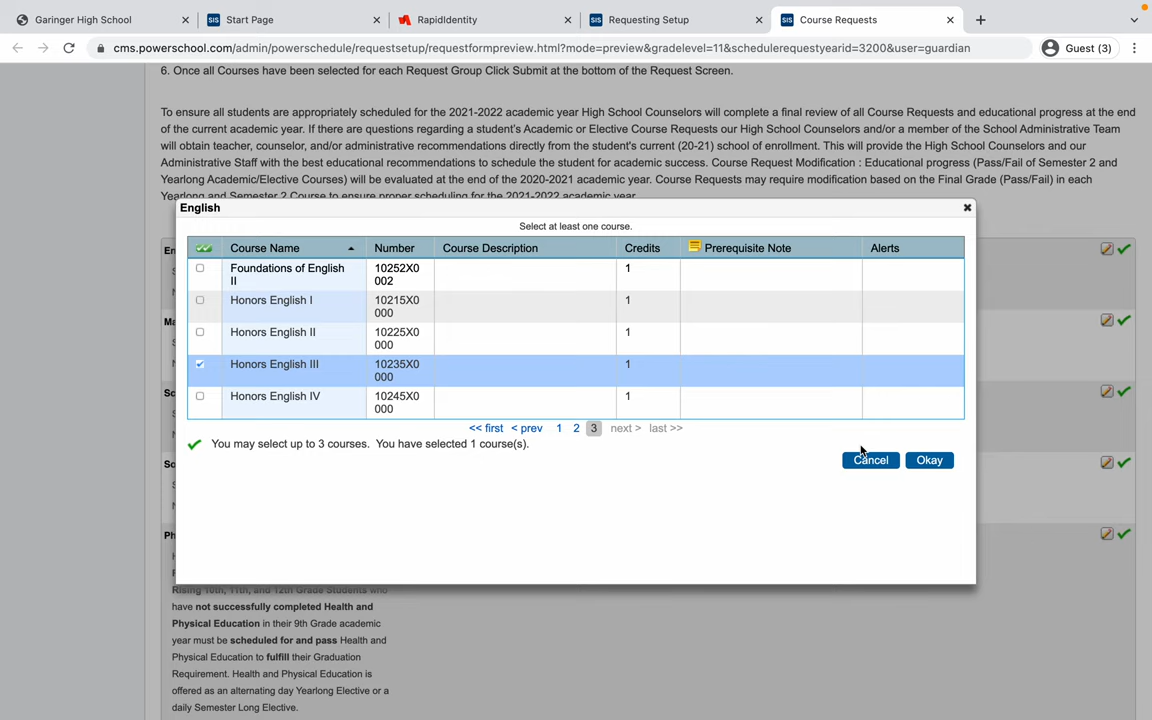 Garinger High School
Start Page
RapidIdentity
Requesting Setup
Course Requests
cms.powerschool.com/admin/powerschedule/requestsetup/requestformpreview.html?mode=preview&gradelevel=11&schedulerequestyearid=3200&user=guardian
Guest (3)
6. Once all Courses have been selected for each Request Group Click Submit at the bottom of the Request Screen.
To ensure all students are appropriately scheduled for the 2021-2022 academic year High School Counselors will complete a final review of all Course Requests and educational progress at the end
of the current academic year. If there are questions regarding a student's Academic or Elective Course Requests our High School Counselors and/or a member of the School Administrative Team
will obtain teacher, counselor, and/or administrative recommendations directly from the student's current (20-21) school of enrollment. This will provide the High School Counselors and our
Administrative Staff with the best educational recommendations to schedule the student for academic success. Course Request Modification : Educational progress (Pass/Fail of Semester 2 and
Yearlong Academic/Elective Courses) will be evaluated at the end of the 2020-2021 academic year. Course Requests may require modification based on the Final Grade (Pass/Fail) in each
Yearlong and Semester 2 Course to ensure proper scheduling for the 2021-2022 academic year.
English
Select at least one course.
Course Name Number Course Description Credits Prerequisite Note Alerts
Foundations of English II 10252X0 002 1
Honors English I 10215X0 000 1
Honors English II 10225X0 000 1
Honors English III 10235X0 000 1
Honors English IV 10245X0 000 1
<< first < prev 1 2 3 next > last >>
You may select up to 3 courses. You have selected 1 course(s).
Cancel Okay
Rising 10th, 11th, and 12th Grade Students who
have not successfully completed Health and
Physical Education in their 9th Grade academic
year must be scheduled for and pass Health and
Physical Education to fulfill their Graduation
Requirement. Health and Physical Education is
offered as an alternating day Yearlong Elective or a
daily Semester Long Elective.